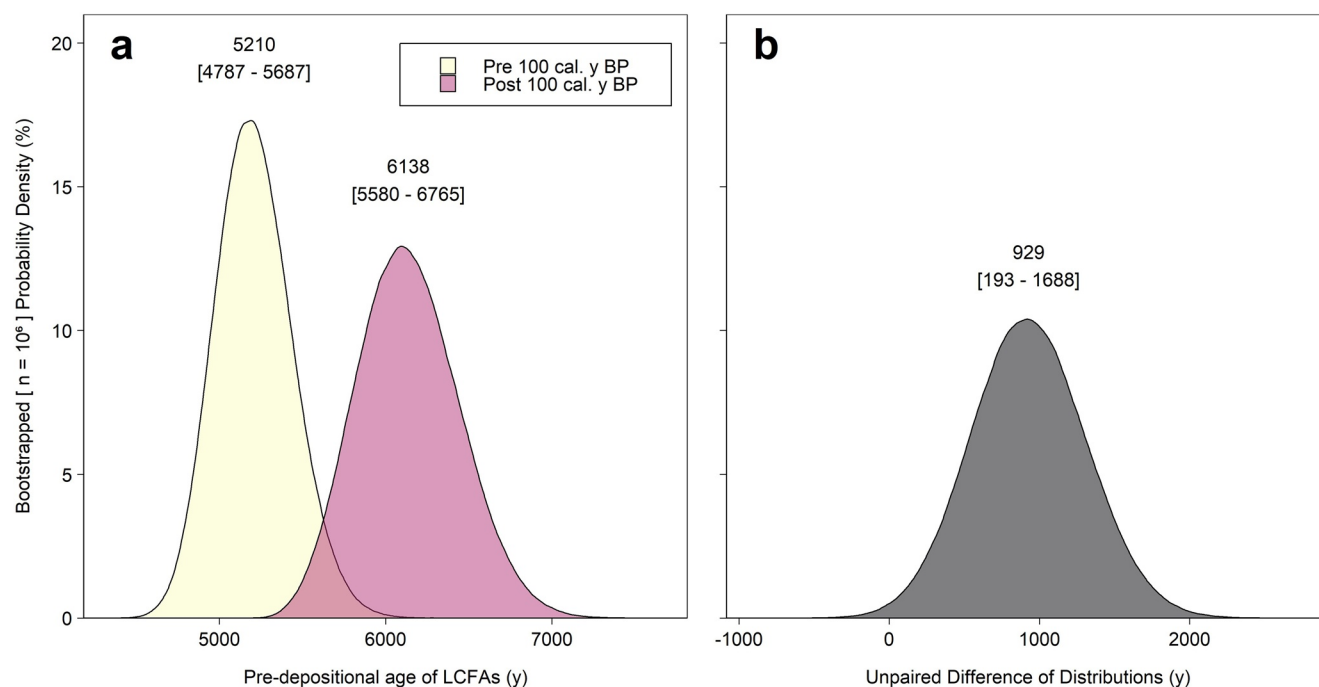 a
5210
[4787 - 5687]
Pre 100 cal. y BP
Post 100 cal. y BP
6138
[5580 - 6765]
Bootstrapped [ n = 10⁶ ] Probability Density (%)
20
15
10
5
0
5000 6000 7000
Pre-depositional age of LCFAs (y)
b
929
[193 - 1688]
-1000 0 1000 2000
Unpaired Difference of Distributions (y)